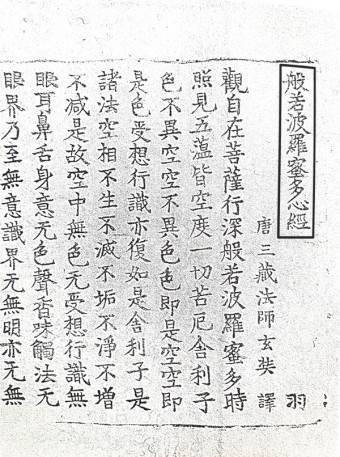 般若波羅蜜多心經 羽
唐三藏法師玄奘 譯
觀自在菩薩行深般若波羅蜜多時
照見五薀皆空度一切苦厄舍利子
色不異空空不異色色即是空空即
是色受想行識亦復如是舍利子是
諸法空相不生不滅不垢不淨不增
不减是故空中無色无受想行識無
眼耳鼻舌身意无色聲香味觸法无
眼界乃至無意識界无無明亦无無